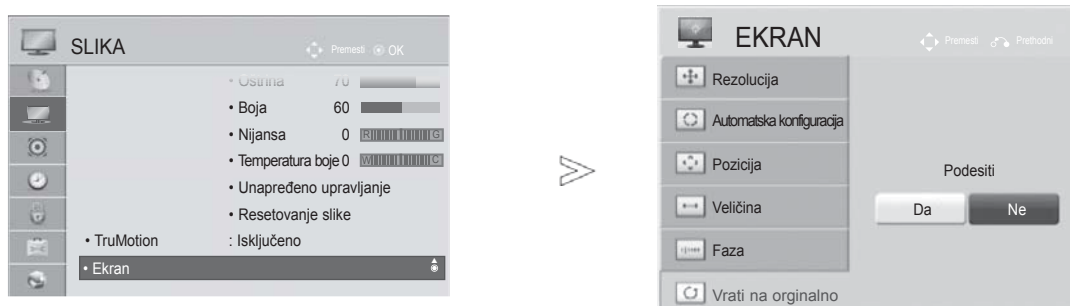 SLIKA Premesti OK
• Oštrina 70
• Boja 60
• Nijansa 0 R G
• Temperatura boje 0 W C
• Unapređeno upravljanje
• Resetovanje slike
• TruMotion : Isključeno
• Ekran
EKRAN Premesti Prethodni
Rezolucija
Automatska konfiguracija
Pozicija
Veličina
Faza
Vrati na orginalno
Podesiti
Da Ne